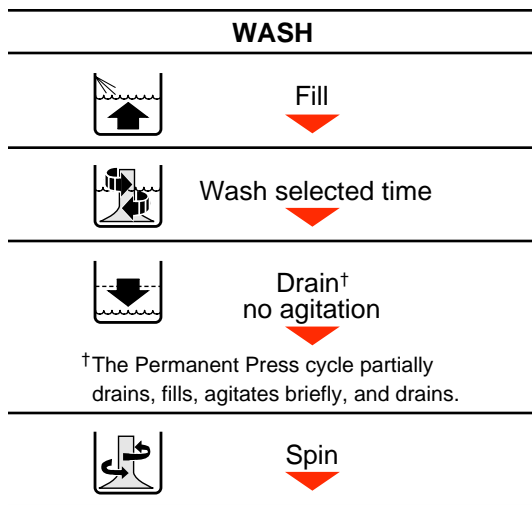 WASH
Fill
Wash selected time
Drain†
no agitation
†The Permanent Press cycle partially
drains, fills, agitates briefly, and drains.
Spin